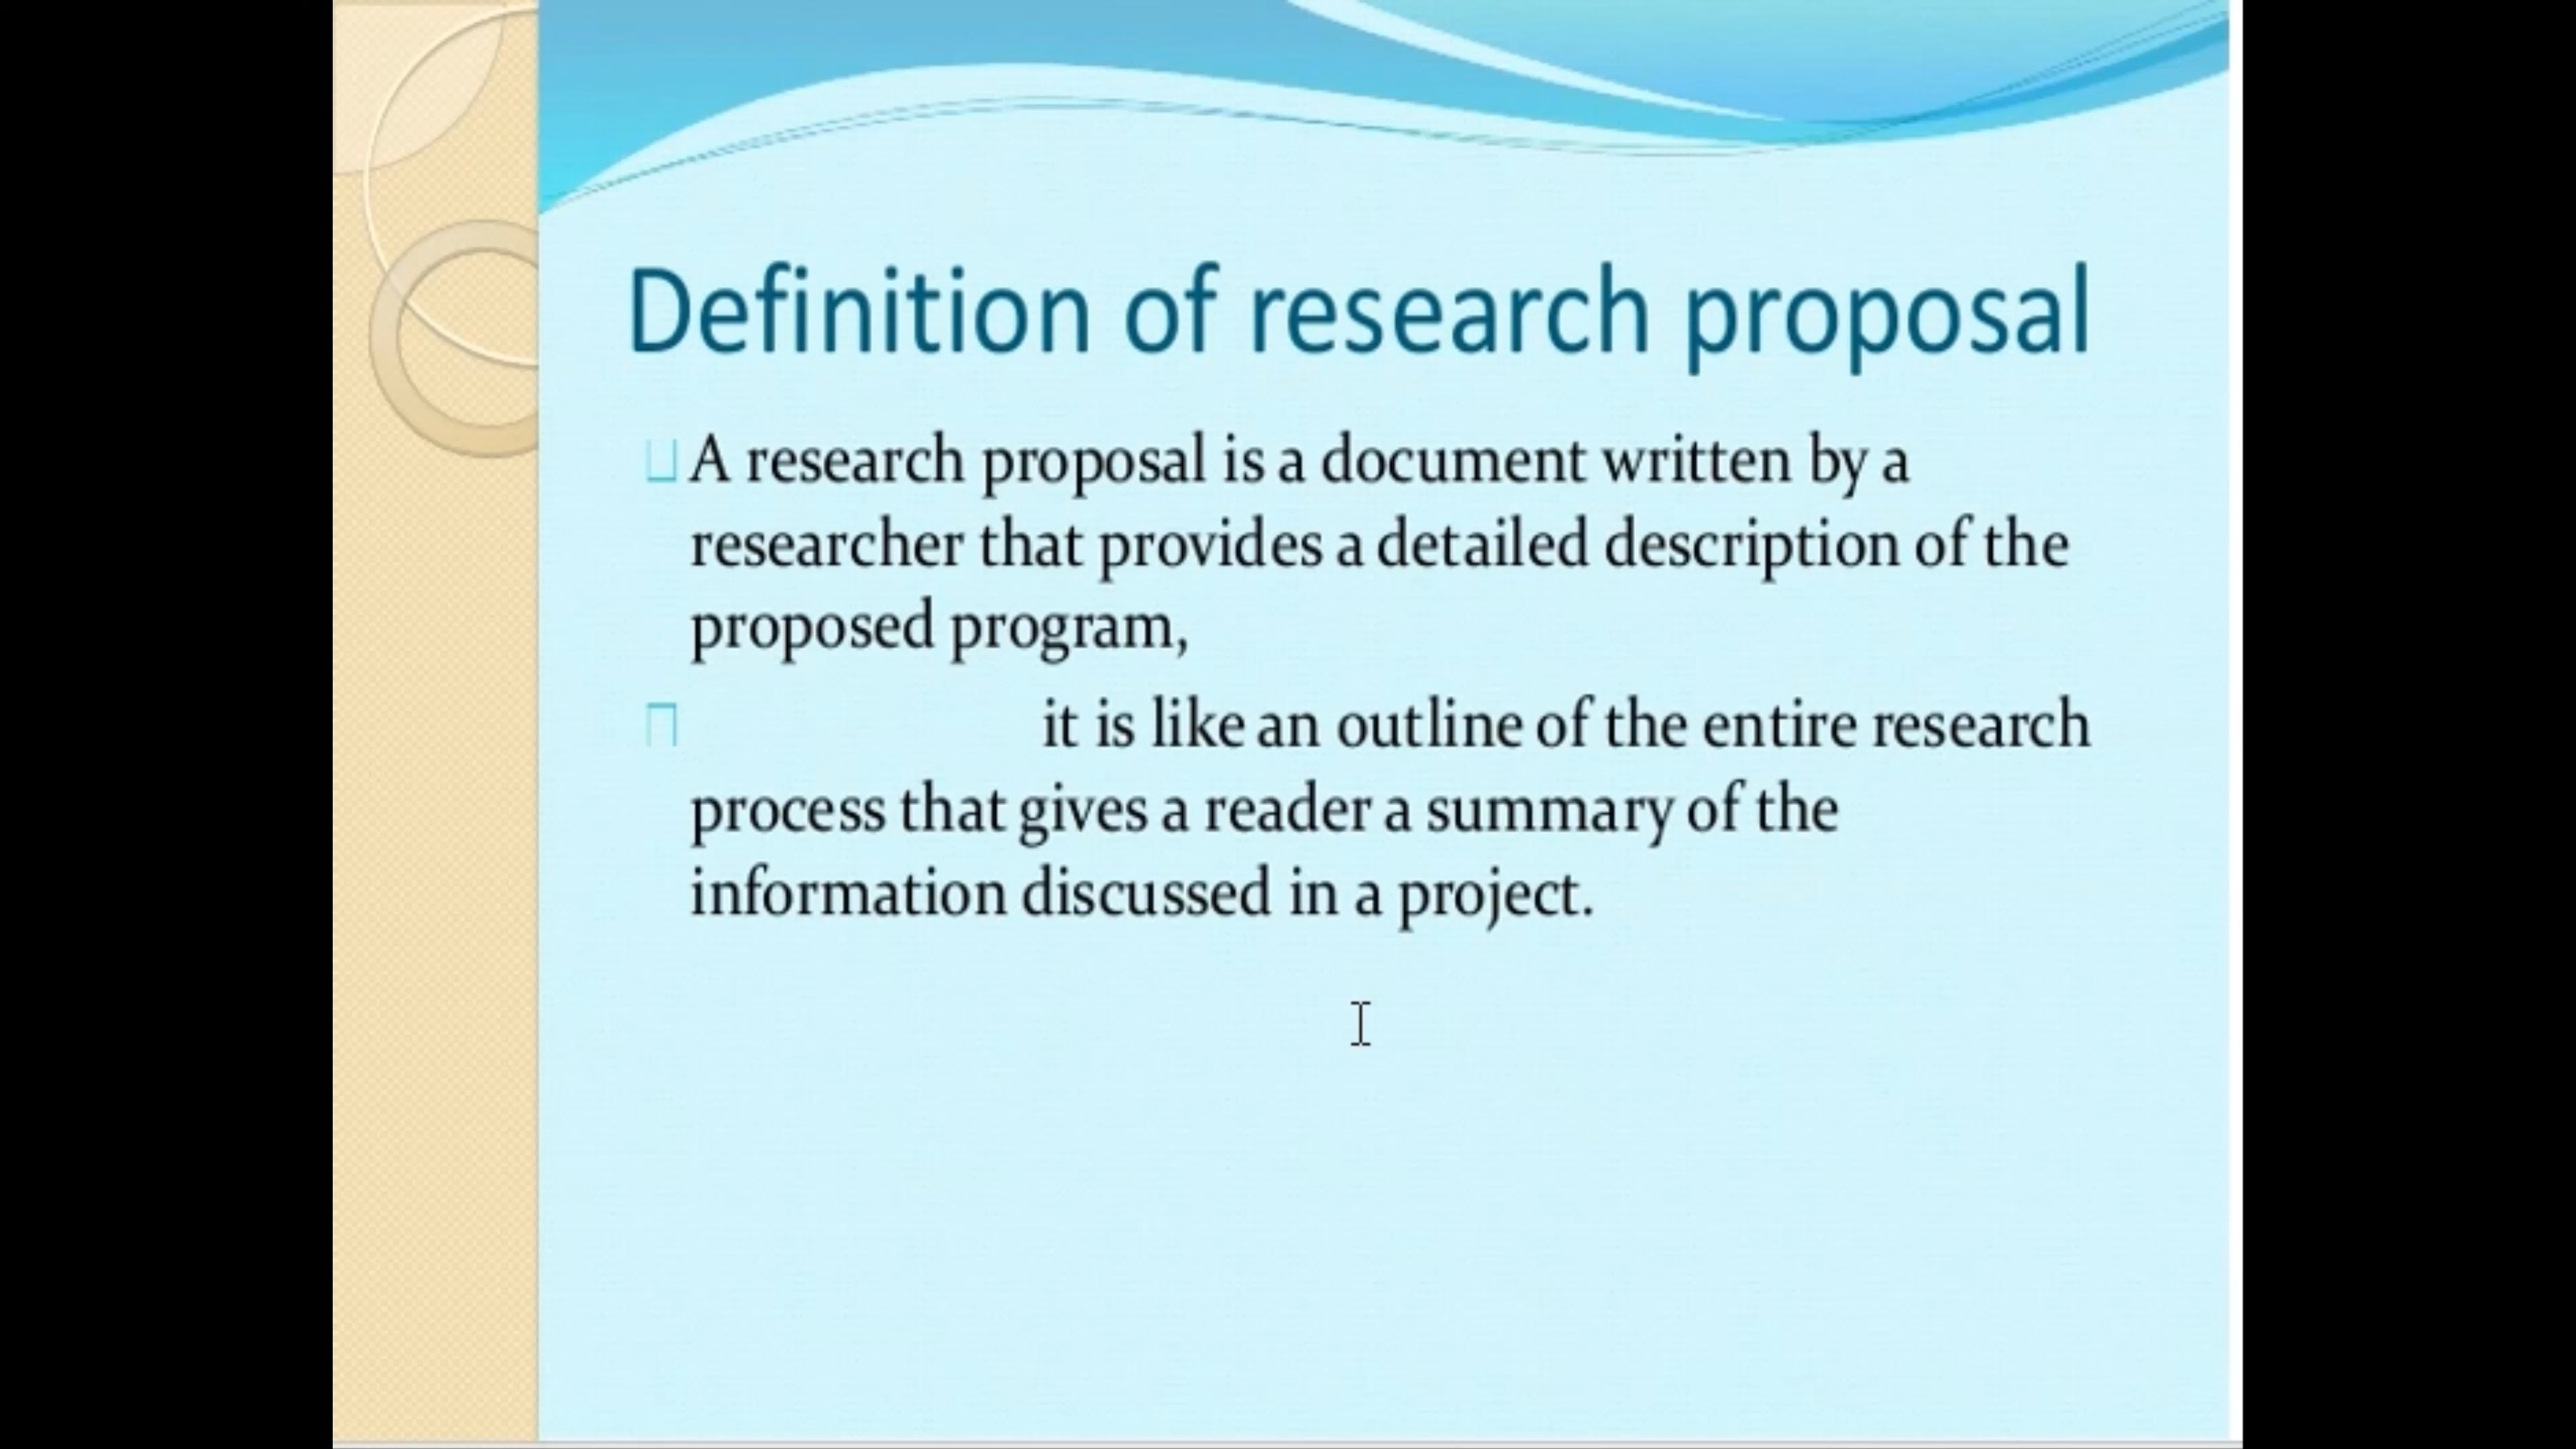 Definition of research proposal
A research proposal is a document written by a
researcher that provides a detailed description of the
proposed program,
it is like an outline of the entire research
process that gives a reader a summary of the
information discussed in a project.